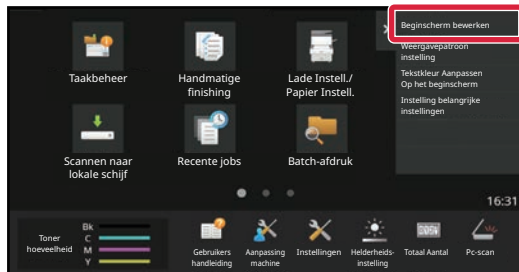 Beginscherm bewerken
Weergavepatroon
instelling
Tekstkleur Aanpassen
Op het beginscherm
Instelling belangrijke
instellingen
Taakbeheer
Handmatige
finishing
Lade Instell./
Papier Instell.
Scannen naar
lokale schijf
Recente jobs
Batch-afdruk
16:31
Toner
hoeveelheid
Bk
C
M
Y
Gebruikers
handleiding
Aanpassing
machine
Instellingen
Helderheids-
instelling
Totaal Aantal
Pc-scan